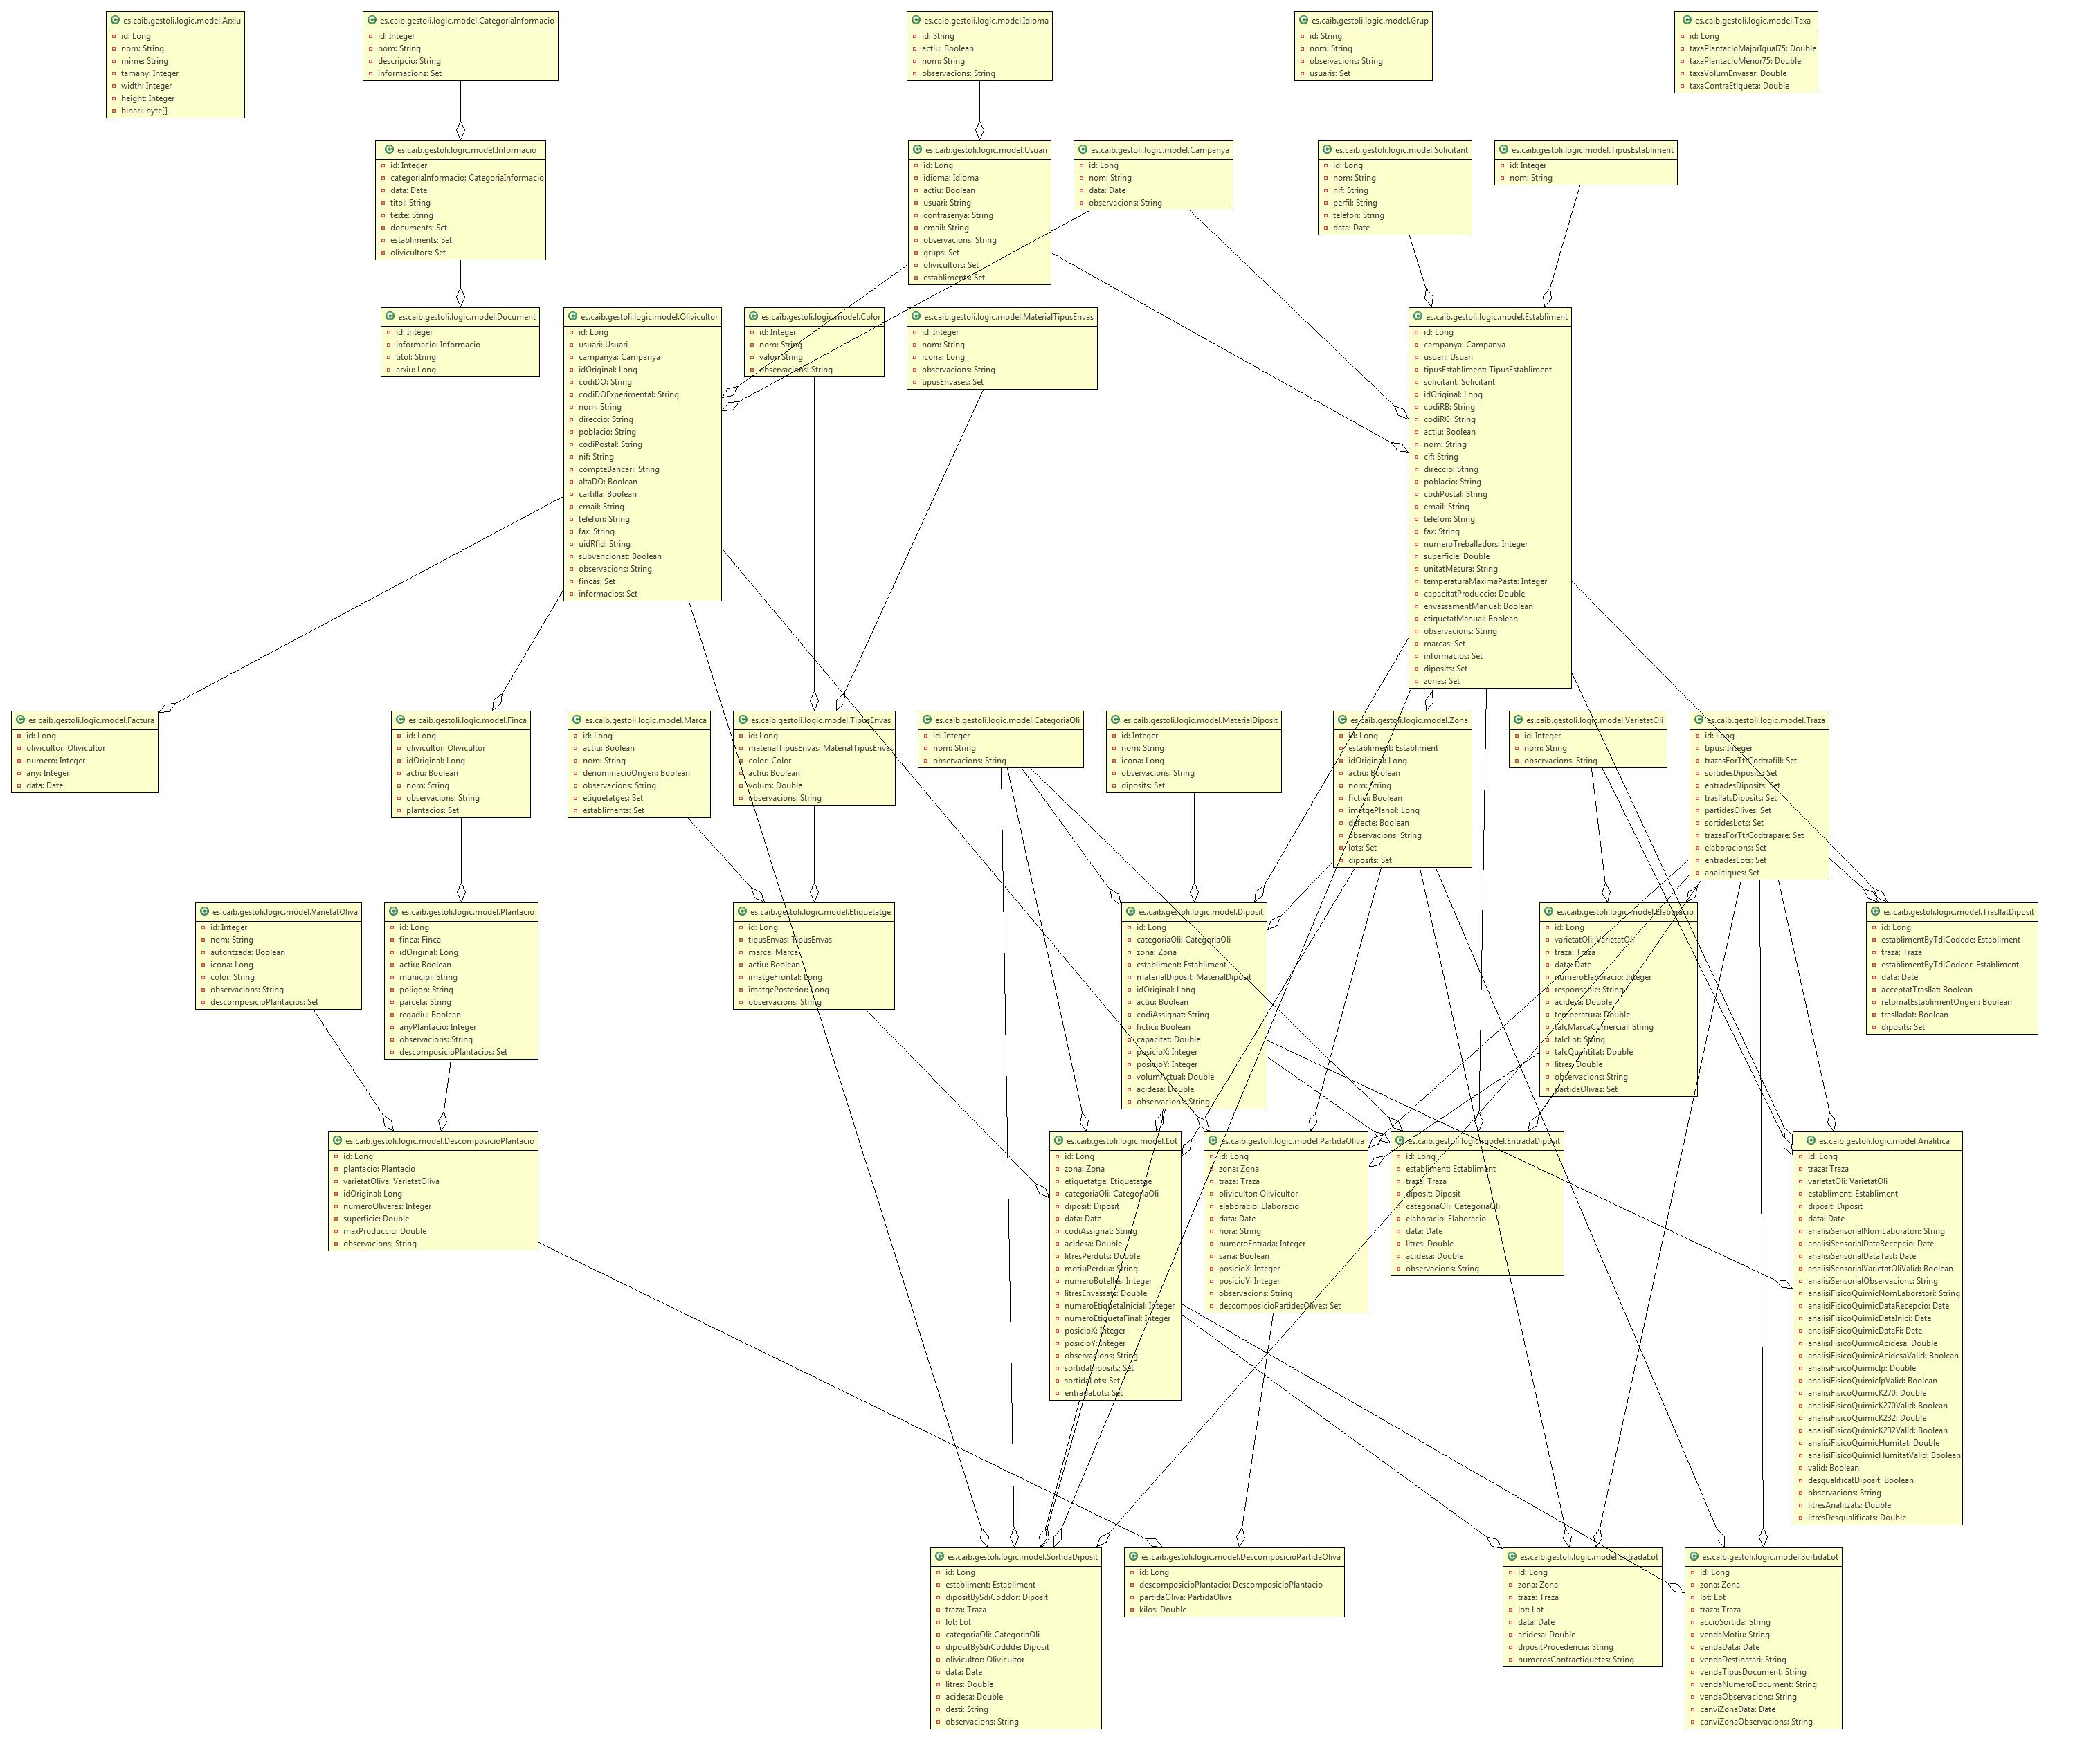 es.caib.gestoli.logic.model.Arxiu
id: Long
nom: String
mime: String
tamany: Integer
width: Integer
height: Integer
binari: byte[]
es.caib.gestoli.logic.model.CategoriaInformacio
id: Integer
nom: String
descripcio: String
informacions: Set
es.caib.gestoli.logic.model.Idioma
id: String
actiu: Boolean
nom: String
observacions: String
es.caib.gestoli.logic.model.Grup
id: String
nom: String
observacions: String
usuaris: Set
es.caib.gestoli.logic.model.Taxa
id: Long
taxaPlantacioMajorIgual75: Double
taxaPlantacioMenor75: Double
taxaVolumEnvasar: Double
taxaContraEtiqueta: Double
es.caib.gestoli.logic.model.Informacio
id: Integer
categoriaInformacio: CategoriaInformacio
data: Date
titol: String
texte: String
documents: Set
establiments: Set
olivicultors: Set
es.caib.gestoli.logic.model.Usuari
id: Long
idioma: Idioma
actiu: Boolean
usuari: String
contrasenya: String
email: String
observacions: String
grups: Set
olivicultors: Set
establiments: Set
es.caib.gestoli.logic.model.Campanya
id: Long
nom: String
data: Date
observacions: String
es.caib.gestoli.logic.model.Solicitant
id: Long
nom: String
nif: String
perfil: String
telefon: String
data: Date
es.caib.gestoli.logic.model.TipusEstabliment
id: Integer
nom: String
es.caib.gestoli.logic.model.Document
id: Integer
informacio: Informacio
titol: String
arxiu: Long
es.caib.gestoli.logic.model.Olivicultor
id: Long
usuari: Usuari
campanya: Campanya
idOriginal: Long
codiDO: String
codiDOExperimental: String
nom: String
direccio: String
poblacio: String
codiPostal: String
nif: String
compteBancari: String
altaDO: Boolean
cartilla: Boolean
email: String
telefon: String
fax: String
uidRfid: String
subvencionat: Boolean
observacions: String
fincas: Set
informacios: Set
es.caib.gestoli.logic.model.Color
id: Integer
nom: String
valor: String
observacions: String
es.caib.gestoli.logic.model.MaterialTipusEnvas
id: Integer
nom: String
icona: Long
observacions: String
tipusEnvases: Set
es.caib.gestoli.logic.model.Establiment
id: Long
campanya: Campanya
usuari: Usuari
tipusEstabliment: TipusEstabliment
solicitant: Solicitant
idOriginal: Long
codiRB: String
codiRC: String
actiu: Boolean
nom: String
cif: String
direccio: String
poblacio: String
codiPostal: String
email: String
telefon: String
fax: String
numeroTreballadors: Integer
superficie: Double
unitatMesura: String
temperaturaMaximaPasta: Integer
capacitatProduccio: Double
envassamentManual: Boolean
etiquetatManual: Boolean
observacions: String
marcas: Set
informacios: Set
diposits: Set
zonas: Set
es.caib.gestoli.logic.model.Factura
id: Long
olivicultor: Olivicultor
numero: Integer
any: Integer
data: Date
es.caib.gestoli.logic.model.Finca
id: Long
olivicultor: Olivicultor
idOriginal: Long
actiu: Boolean
nom: String
observacions: String
plantacios: Set
es.caib.gestoli.logic.model.Marca
id: Long
actiu: Boolean
nom: String
denominacioOrigen: Boolean
observacions: String
etiquetatges: Set
establiments: Set
es.caib.gestoli.logic.model.TipusEnvas
id: Long
materialTipusEnvas: MaterialTipusEnvas
color: Color
actiu: Boolean
volum: Double
observacions: String
es.caib.gestoli.logic.model.CategoriaOli
id: Integer
nom: String
observacions: String
es.caib.gestoli.logic.model.MaterialDiposit
id: Integer
nom: String
icona: Long
observacions: String
diposits: Set
es.caib.gestoli.logic.model.Zona
id: Long
establiment: Establiment
idOriginal: Long
actiu: Boolean
nom: String
fictici: Boolean
imatgePlanol: Long
defecte: Boolean
observacions: String
lots: Set
diposits: Set
es.caib.gestoli.logic.model.VarietatOli
id: Integer
nom: String
observacions: String
es.caib.gestoli.logic.model.Traza
id: Long
tipus: Integer
trazasForTtrCodtrafill: Set
sortidesDiposits: Set
entradesDiposits: Set
trasllatsDiposits: Set
partidesOlives: Set
sortidesLots: Set
trazasForTtrCodtrapare: Set
elaboracions: Set
entradesLots: Set
analitiques: Set
es.caib.gestoli.logic.model.VarietatOliva
id: Integer
nom: String
autoritzada: Boolean
icona: Long
color: String
observacions: String
descomposicioPlantacios: Set
es.caib.gestoli.logic.model.Plantacio
id: Long
finca: Finca
idOriginal: Long
actiu: Boolean
municipi: String
poligon: String
parcela: String
regadiu: Boolean
anyPlantacio: Integer
observacions: String
descomposicioPlantacios: Set
es.caib.gestoli.logic.model.Etiquetatge
id: Long
tipusEnvas: TipusEnvas
marca: Marca
actiu: Boolean
imatgeFrontal: Long
imatgePosterior: Long
observacions: String
es.caib.gestoli.logic.model.Diposit
id: Long
categoriaOli: CategoriaOli
zona: Zona
establiment: Establiment
materialDiposit: MaterialDiposit
idOriginal: Long
actiu: Boolean
codiAssignat: String
fictici: Boolean
capacitat: Double
posicioX: Integer
posicioY: Integer
volumActual: Double
acidesa: Double
observacions: String
es.caib.gestoli.logic.model.Elaboracio
id: Long
varietatOli: VarietatOli
traza: Traza
data: Date
numeroElaboracio: Integer
responsable: String
acidesa: Double
temperatura: Double
talcMarcaComercial: String
talcLot: String
talcQuantitat: Double
litres: Double
observacions: String
partidaOlivas: Set
es.caib.gestoli.logic.model.TrasllatDiposit
id: Long
establimentByTdiCodede: Establiment
traza: Traza
establimentByTdiCodeor: Establiment
data: Date
acceptatTrasllat: Boolean
retornatEstablimentOrigen: Boolean
traslladat: Boolean
diposits: Set
es.caib.gestoli.logic.model.DescomposicioPlantacio
id: Long
plantacio: Plantacio
varietatOliva: VarietatOliva
idOriginal: Long
numeroOliveres: Integer
superficie: Double
maxProduccio: Double
observacions: String
es.caib.gestoli.logic.model.Lot
id: Long
zona: Zona
etiquetatge: Etiquetatge
categoriaOli: CategoriaOli
diposit: Diposit
data: Date
codiAssignat: String
acidesa: Double
litresPerduts: Double
motiuPerdua: String
numeroBotelles: Integer
litresEnvassats: Double
numeroEtiquetaInicial: Integer
numeroEtiquetaFinal: Integer
posicioX: Integer
posicioY: Integer
observacions: String
sortidaDiposits: Set
sortidaLots: Set
entradaLots: Set
es.caib.gestoli.logic.model.PartidaOliva
id: Long
zona: Zona
traza: Traza
olivicultor: Olivicultor
elaboracio: Elaboracio
data: Date
hora: String
numeroEntrada: Integer
sana: Boolean
posicioX: Integer
posicioY: Integer
observacions: String
descomposicioPartidesOlives: Set
es.caib.gestoli.logic.model.EntradaDiposit
id: Long
establiment: Establiment
traza: Traza
diposit: Diposit
categoriaOli: CategoriaOli
elaboracio: Elaboracio
data: Date
litres: Double
acidesa: Double
observacions: String
es.caib.gestoli.logic.model.Analitica
id: Long
traza: Traza
varietatOli: VarietatOli
establiment: Establiment
diposit: Diposit
data: Date
analisiSensorialNomLaboratori: String
analisiSensorialDataRecepcio: Date
analisiSensorialDataTast: Date
analisiSensorialVarietatOliValid: Boolean
analisiSensorialObservacions: String
analisiFisicoQuimicNomLaboratori: String
analisiFisicoQuimicDataRecepcio: Date
analisiFisicoQuimicDataInici: Date
analisiFisicoQuimicDataFi: Date
analisiFisicoQuimicAcidesa: Double
analisiFisicoQuimicAcidesaValid: Boolean
analisiFisicoQuimicIp: Double
analisiFisicoQuimicIpValid: Boolean
analisiFisicoQuimicK270: Double
analisiFisicoQuimicK270Valid: Boolean
analisiFisicoQuimicK232: Double
analisiFisicoQuimicK232Valid: Boolean
analisiFisicoQuimicHumitat: Double
analisiFisicoQuimicHumitatValid: Boolean
valid: Boolean
desqualificatDiposit: Boolean
observacions: String
litresAnalitzats: Double
litresDesqualificats: Double
es.caib.gestoli.logic.model.SortidaDiposit
id: Long
establiment: Establiment
dipositBySdiCoddor: Diposit
traza: Traza
lot: Lot
categoriaOli: CategoriaOli
dipositBySdiCoddde: Diposit
olivicultor: Olivicultor
data: Date
litres: Double
acidesa: Double
desti: String
observacions: String
es.caib.gestoli.logic.model.DescomposicioPartidaOliva
id: Long
descomposicioPlantacio: DescomposicioPlantacio
partidaOliva: PartidaOliva
kilos: Double
es.caib.gestoli.logic.model.EntradaLot
id: Long
zona: Zona
traza: Traza
lot: Lot
data: Date
acidesa: Double
dipositProcedencia: String
numerosContraetiquetes: String
es.caib.gestoli.logic.model.SortidaLot
id: Long
zona: Zona
lot: Lot
traza: Traza
accioSortida: String
vendaMotiu: String
vendaData: Date
vendaDestinatari: String
vendaTipusDocument: String
vendaNumeroDocument: String
vendaObservacions: String
canviZonaData: Date
canviZonaObservacions: String